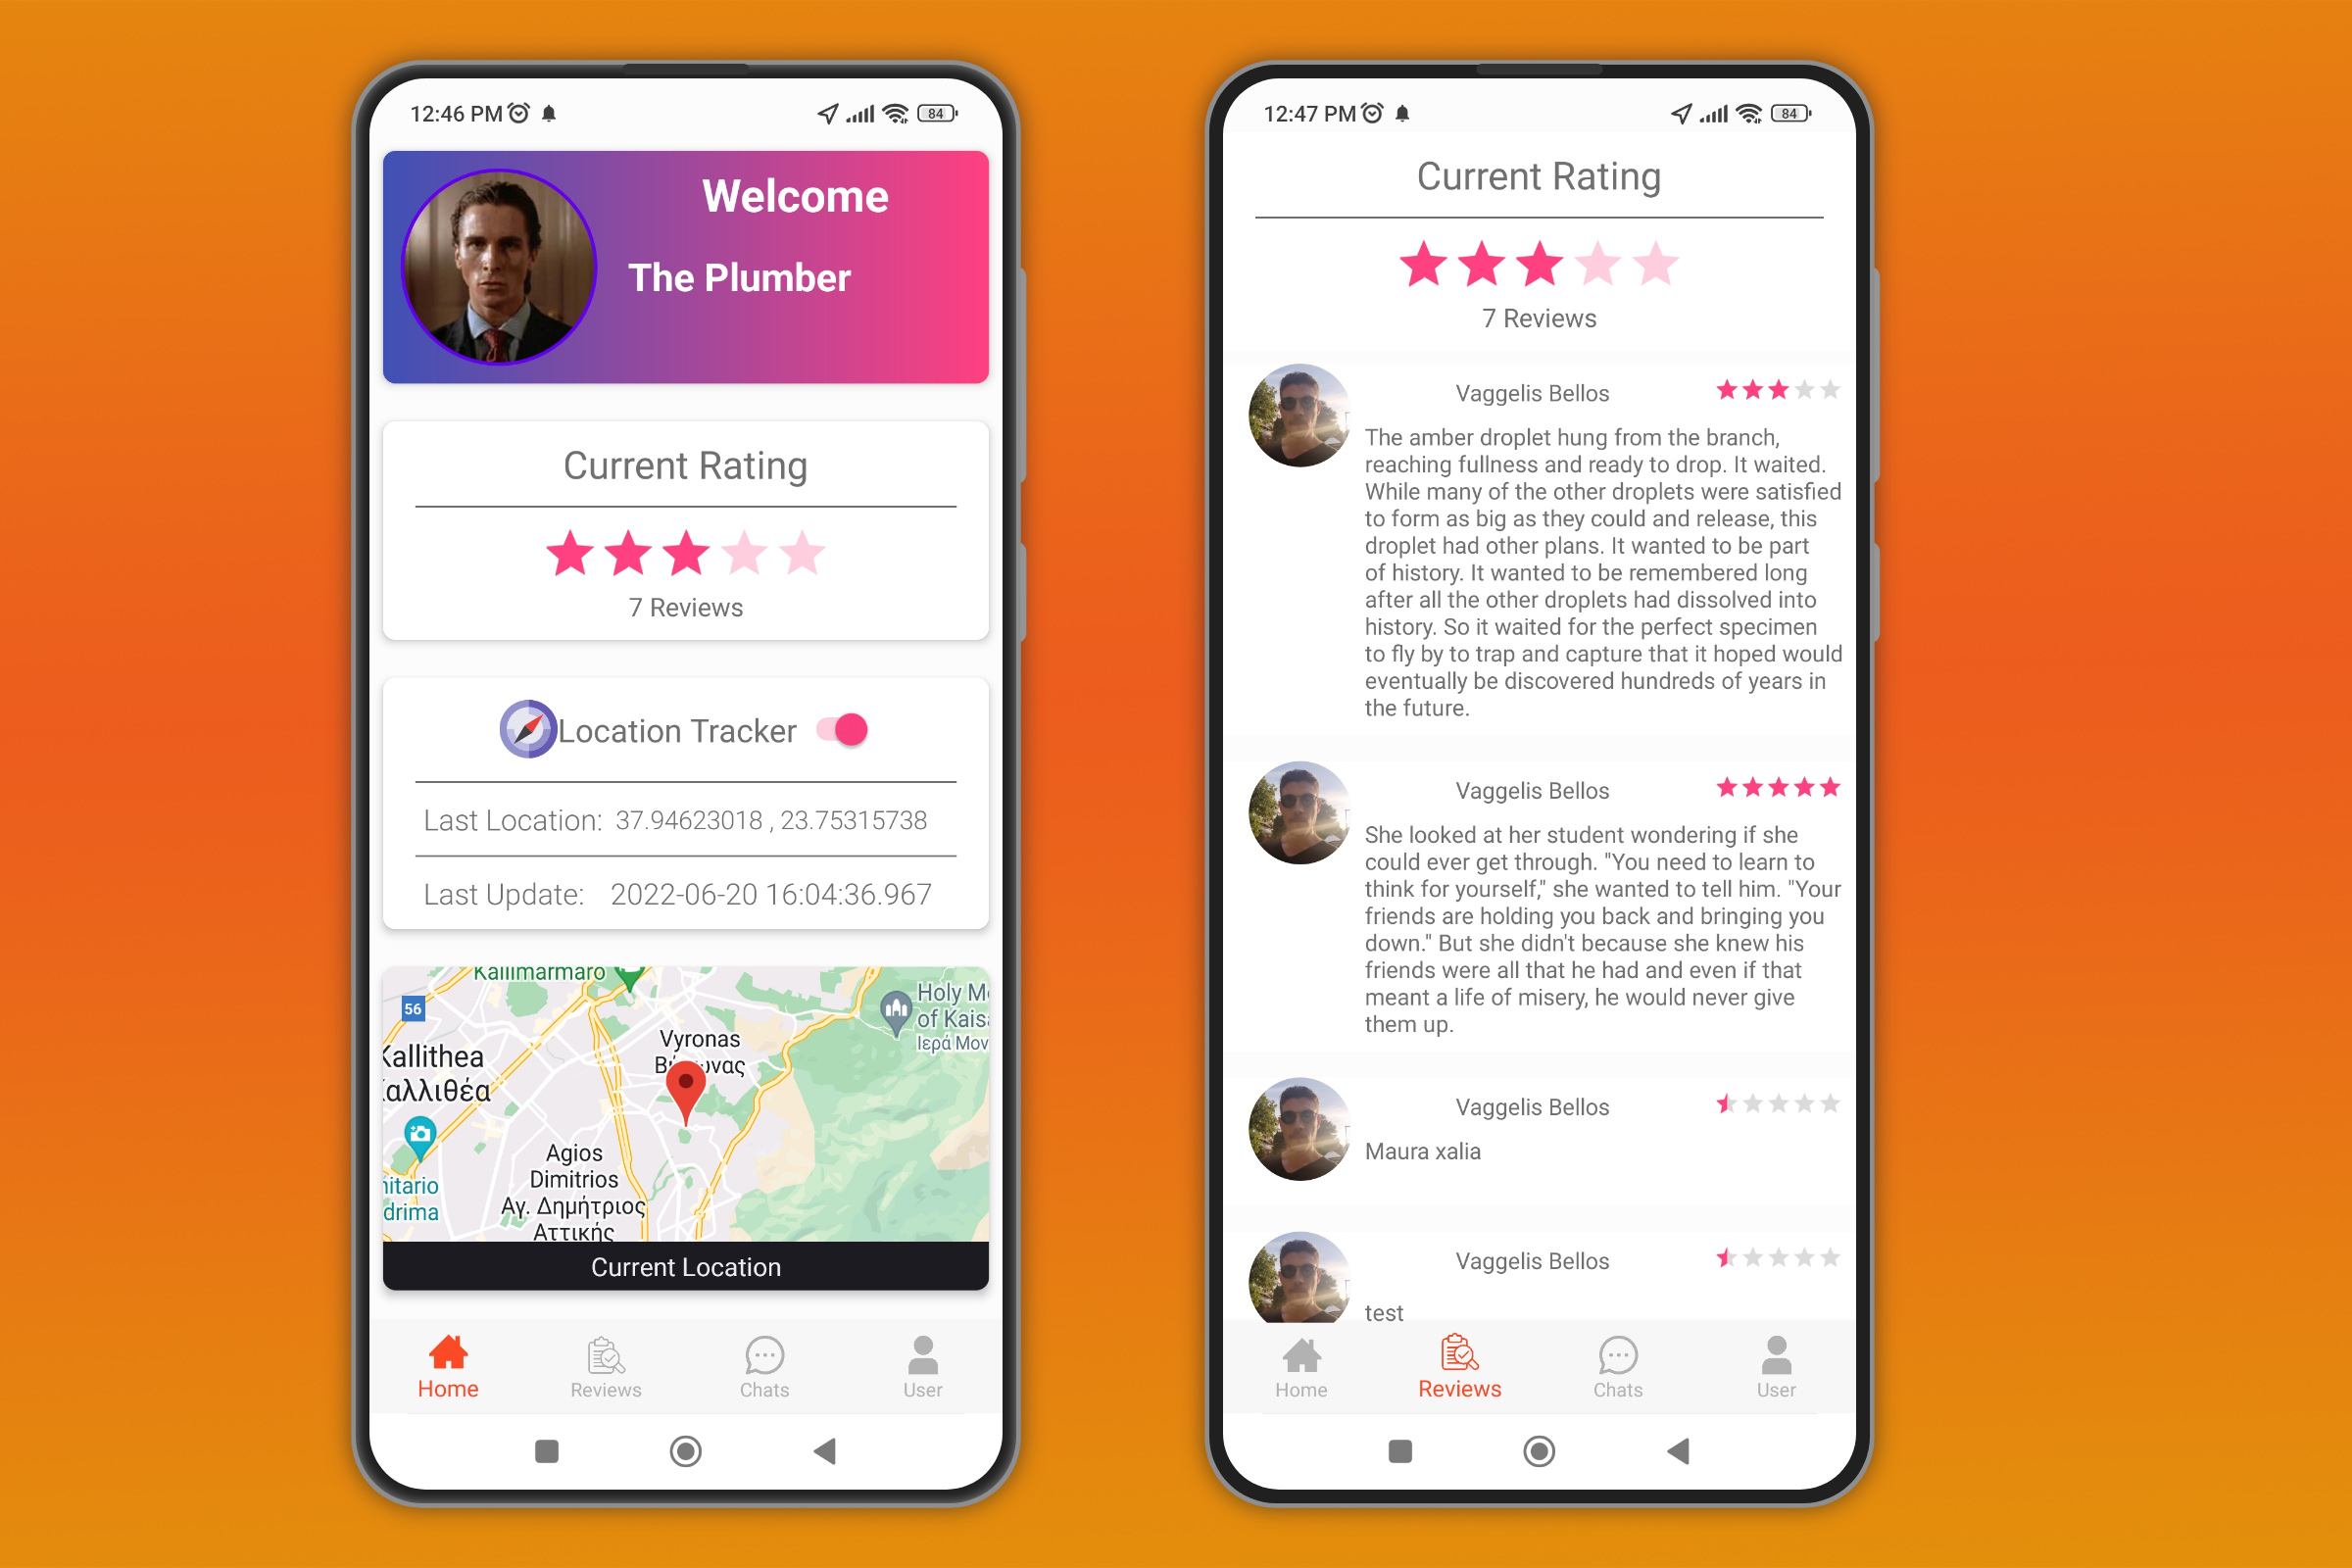 12:46 PM
84
Welcome
The Plumber
Current Rating
7 Reviews
Location Tracker
Last Location: 37.94623018 , 23.75315738
Last Update: 2022-06-20 16:04:36.967
Kallimarmaro
56
Holy M
of Kais
Ιερά Μον
Vyronas
Kallithea
αλλιθέα
Agios
Dimitrios
Αγ. Δημήτριος
Αττικής
nitario
drima
Current Location
Home
Reviews
Chats
User
12:47 PM
84
Current Rating
7 Reviews
Vaggelis Bellos
The amber droplet hung from the branch,
reaching fullness and ready to drop. It waited.
While many of the other droplets were satisfied
to form as big as they could and release, this
droplet had other plans. It wanted to be part
of history. It wanted to be remembered long
after all the other droplets had dissolved into
history. So it waited for the perfect specimen
to fly by to trap and capture that it hoped would
eventually be discovered hundreds of years in
the future.
Vaggelis Bellos
She looked at her student wondering if she
could ever get through. "You need to learn to
think for yourself," she wanted to tell him. "Your
friends are holding you back and bringing you
down." But she didn't because she knew his
friends were all that he had and even if that
meant a life of misery, he would never give
them up.
Vaggelis Bellos
Maura xalia
Vaggelis Bellos
test
Home
Reviews
Chats
User